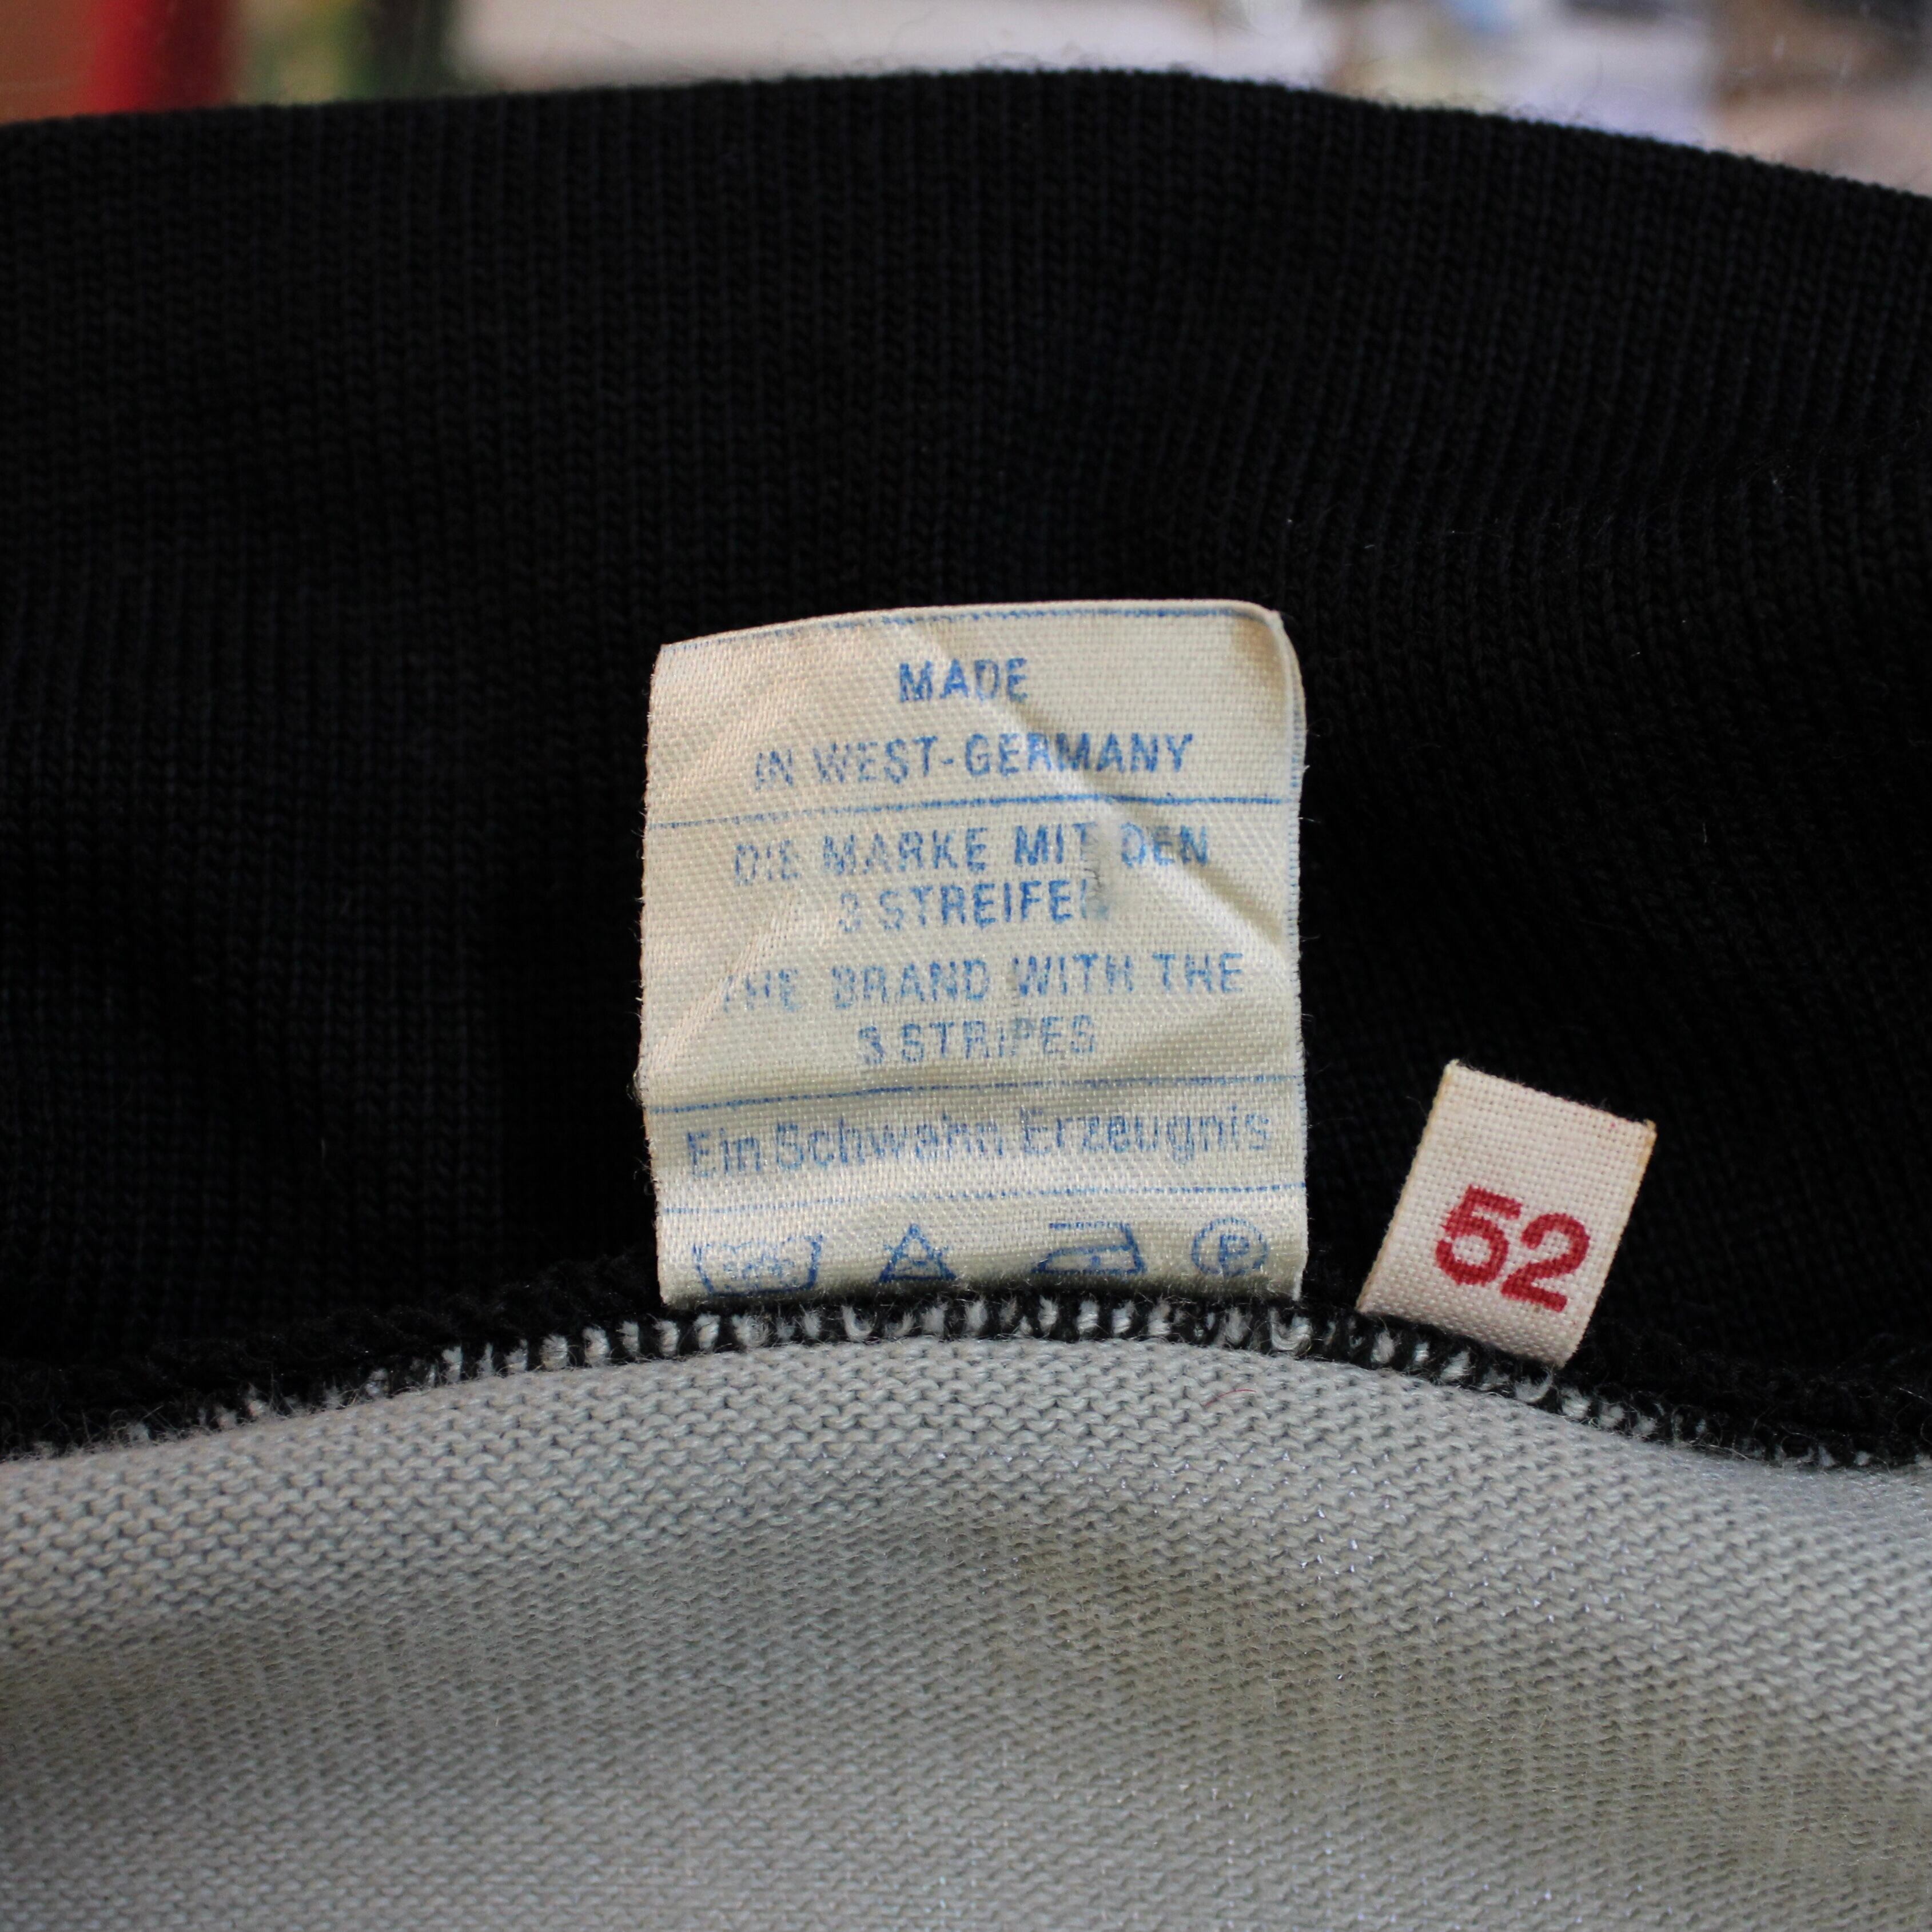 MADE
IN WEST-GERMANY
DIE MARKE MIT DEN
3 STREIFEN
THE BRAND WITH THE
3 STRIPES
Ein Schwahn Erzeugnis
P
52